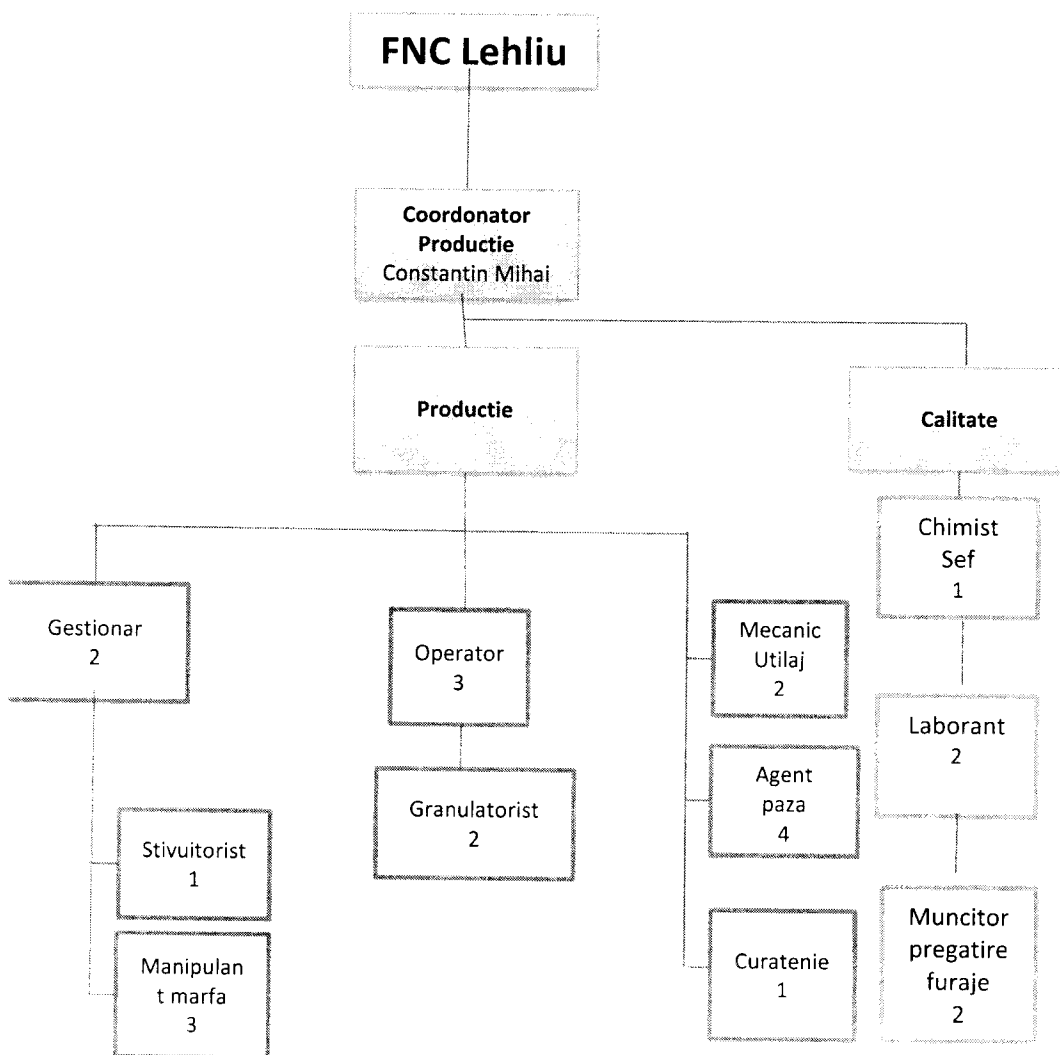 FNC Lehliu
Coordonator
Productie
Constantin Mihai
Productie
Calitate
Gestionar
2
Stivuitorist
1
Manipulan
t marfa
3
Operator
3
Granulatorist
2
Mecanic
Utilaj
2
Agent
paza
4
Curatenie
1
Chimist
Sef
1
Laborant
2
Muncitor
pregatire
furaje
2